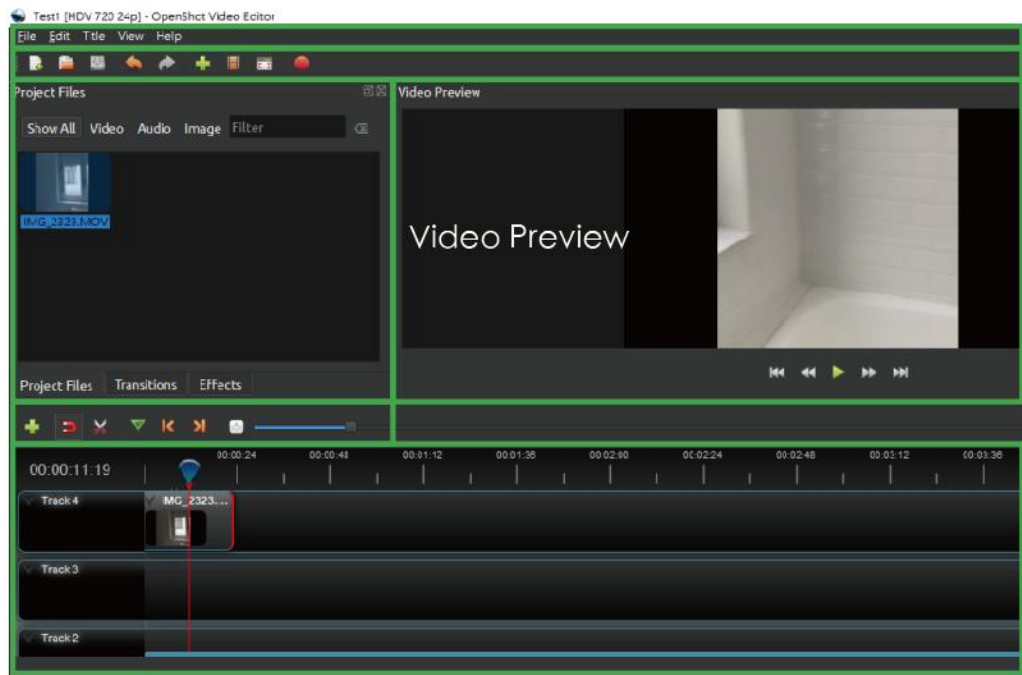 Test1 [HDV 720 24p] - OpenShot Video Editor
File Edit Title View Help
Project Files
Video Preview
Show All Video Audio Image Filter
IMG_2323.MOV
Video Preview
Project Files Transitions Effects
00:00:11:19
00:00:24 00:00:48 00:01:12 00:01:36 00:02:00 00:02:24 00:02:48 00:03:12 00:03:36
Track 4
IMG_2323....
Track 3
Track 2